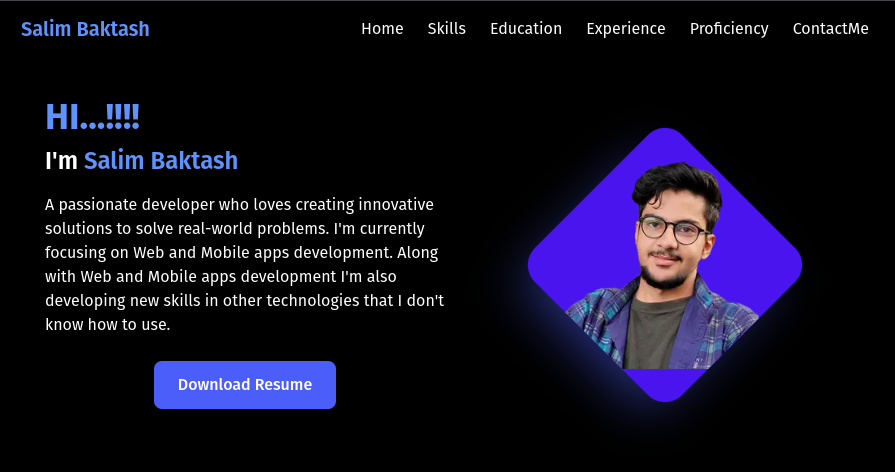 Salim Baktash
Home Skills Education Experience Proficiency ContactMe
HI...!!!!
I'm Salim Baktash
A passionate developer who loves creating innovative
solutions to solve real-world problems. I'm currently
focusing on Web and Mobile apps development. Along
with Web and Mobile apps development I'm also
developing new skills in other technologies that I don't
know how to use.
Download Resume